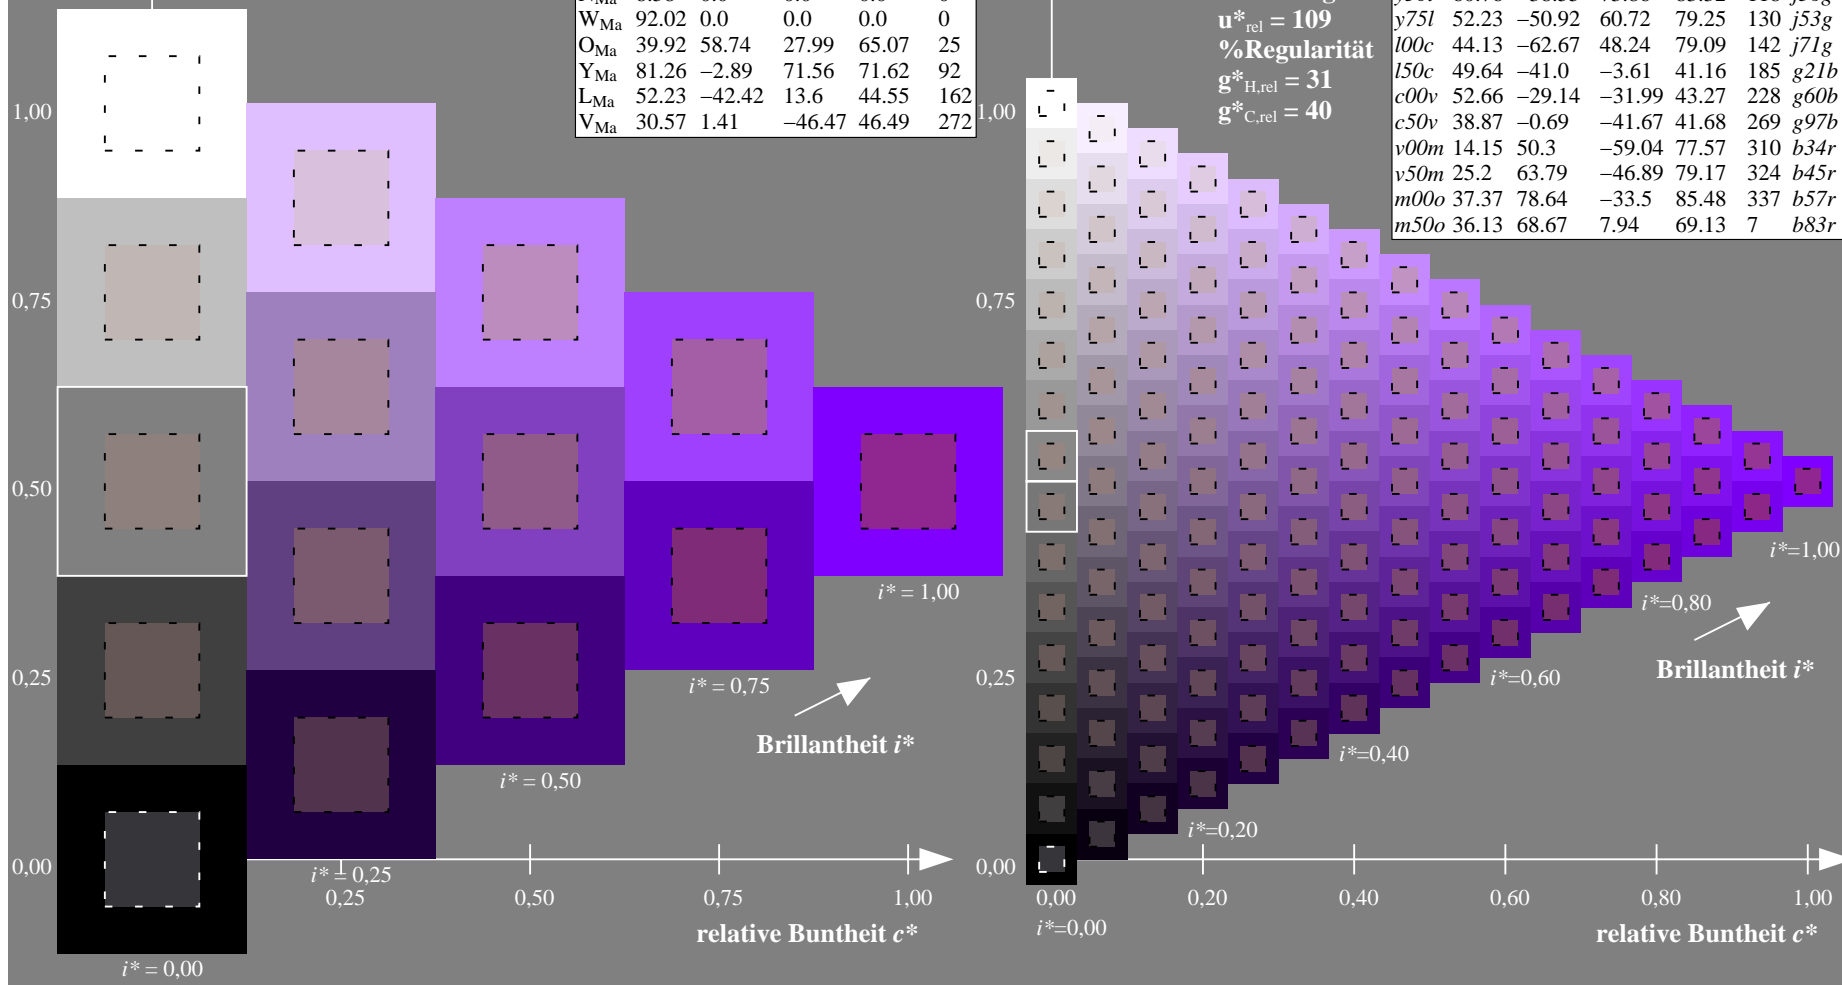 W_Ma 92.02 0.0 0.0 0.0 0
O_Ma 39.92 58.74 27.99 65.07 25
Y_Ma 81.26 −2.89 71.56 71.62 92
L_Ma 52.23 −42.42 13.6 44.55 162
V_Ma 30.57 1.41 −46.47 46.49 272
u*_rel = 109
%Regularität
g*_H,rel = 31
g*_C,rel = 40
y75l 52.23 −50.92 60.72 79.25 130 j53g
l00c 44.13 −62.67 48.24 79.09 142 j71g
l50c 49.64 −41.0 −3.61 41.16 185 g21b
c00v 52.66 −29.14 −31.99 43.27 228 g60b
c50v 38.87 −0.69 −41.67 41.68 269 g97b
v00m 14.15 50.3 −59.04 77.57 310 b34r
v50m 25.2 63.79 −46.89 79.17 324 b45r
m00o 37.37 78.64 −33.5 85.48 337 b57r
m50o 36.13 68.67 7.94 69.13 7 b83r
1,00
0,75
0,50
0,25
0,00
i* = 1,00
i* = 0,75
Brillantheit i*
i* = 0,50
i* = 0,25
0,25 0,50 0,75 1,00
relative Buntheit c*
i* = 0,00
1,00
0,75
0,50
0,25
0,00
i*=1,00
i*=0,80
Brillantheit i*
i*=0,60
i*=0,40
i*=0,20
0,00 0,20 0,40 0,60 0,80 1,00
i*=0,00
relative Buntheit c*